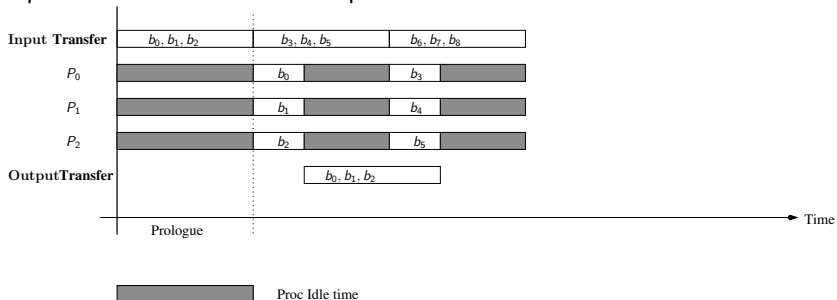 Input Transfer b0, b1, b2 b3, b4, b5 b6, b7, b8
P0 b0 b3
P1 b1 b4
P2 b2 b5
OutputTransfer b0, b1, b2
Time
Prologue
Proc Idle time